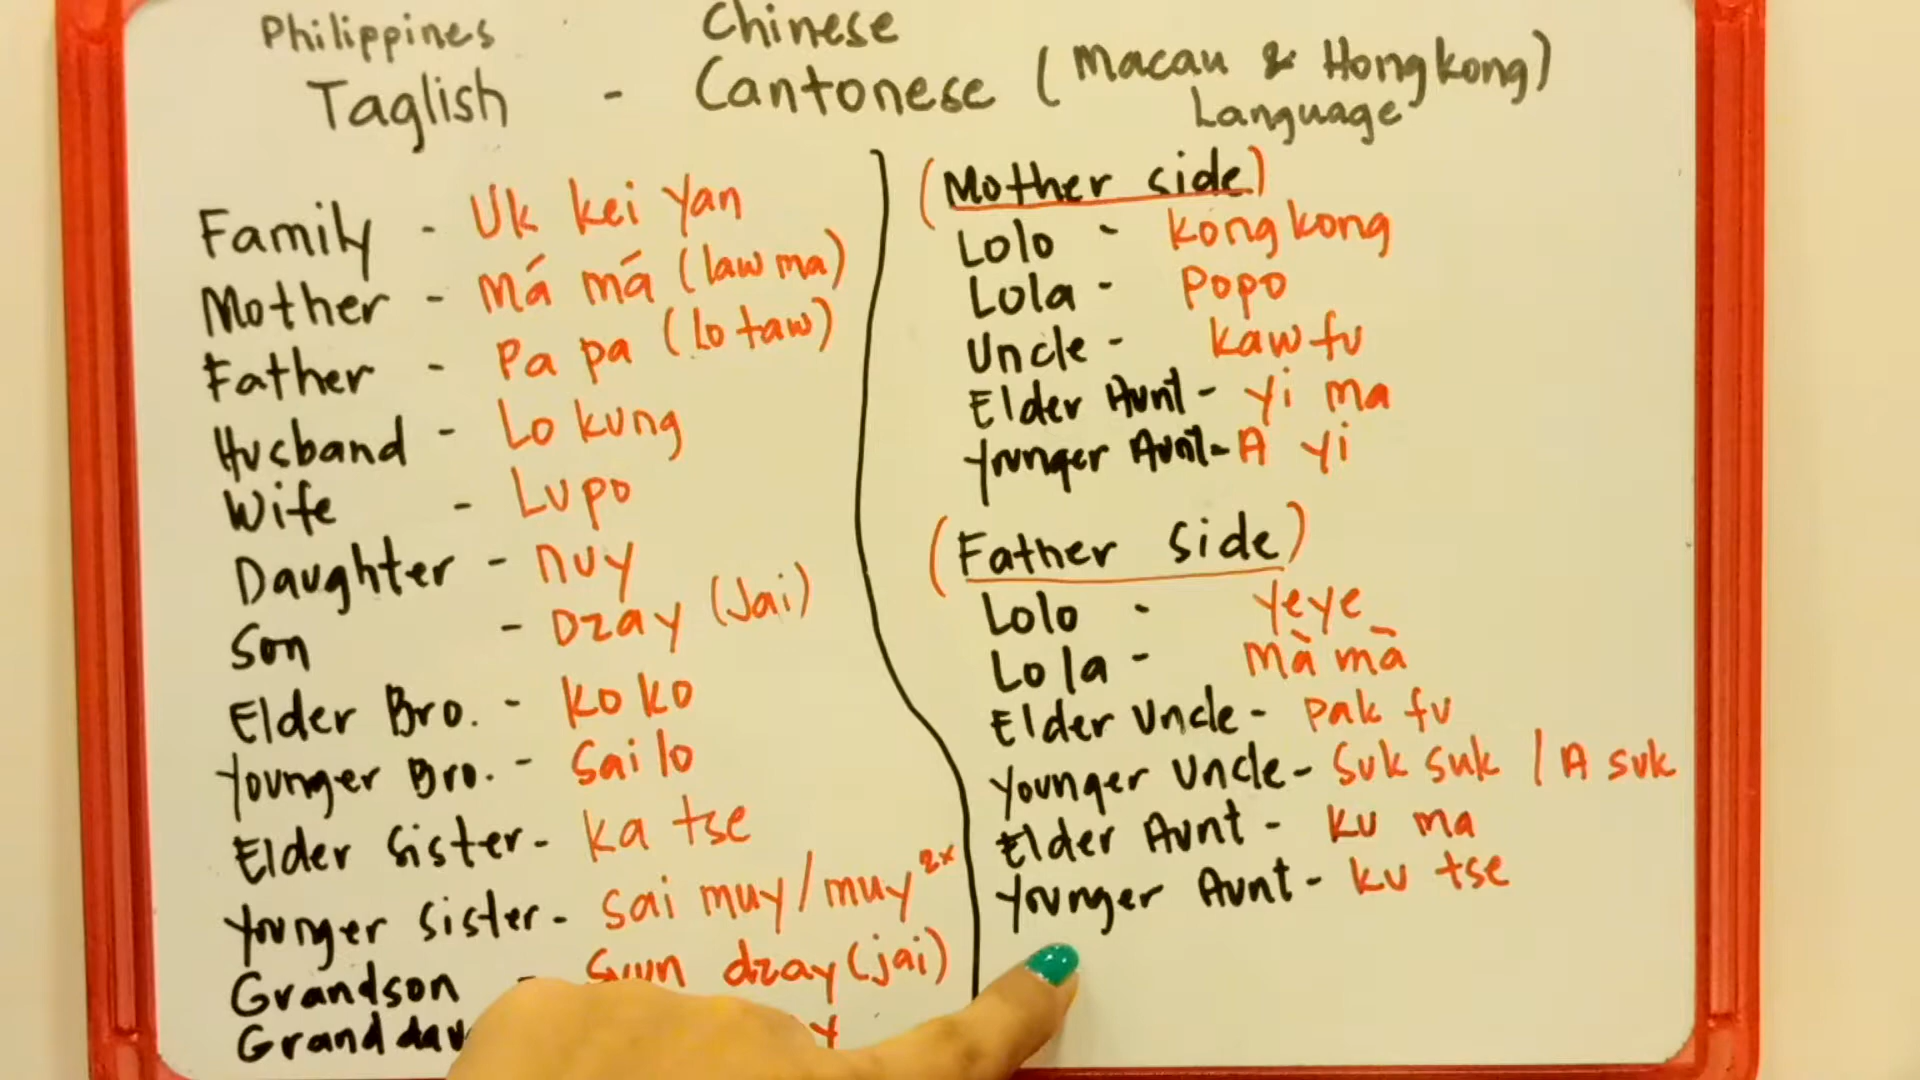 Philippines Chinese
Taglish - Cantonese (Macau & Hongkong)
Language
Family - Uk kei yan
Mother - Má má (law ma)
Father - Pa pa (Lo taw)
Husband - Lo kung
Wife - Lupo
Daughter - nuy
Son - Dzay (Jai)
Elder Bro. - ko ko
Younger Bro. - Sai lo
Elder Sister - ka tse
Younger Sister - Sai muy / muy 2x
Grandson - dzay (jai)
(Mother side)
Lolo - kong kong
Lola - Popo
Uncle - kaw fu
Elder Aunt - yi ma
Younger Aunt - A yi
(Father side)
Lolo - yeye
Lola - Mà mā
Elder Uncle - pak fu
Younger Uncle - Suk suk / A suk
Elder Aunt - ku ma
Younger Aunt - ku tse